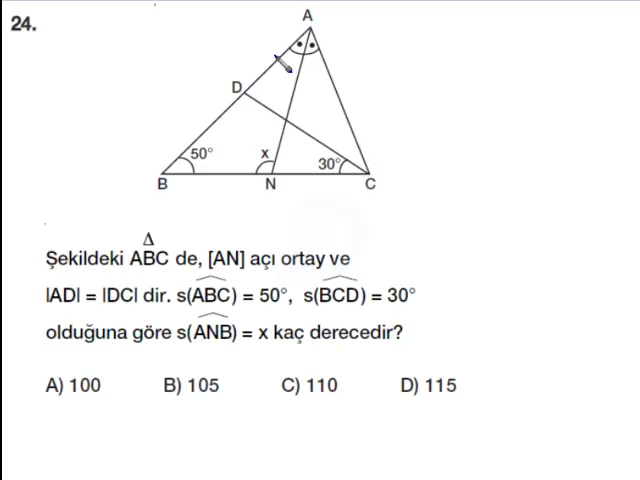 24.
A
D
50°
x
30°
B
N
C
Δ
Şekildeki ABC de, [AN] açı ortay ve
|AD| = |DC| dir. s(ABC) = 50°, s(BCD) = 30°
olduğuna göre s(ANB) = x kaç derecedir?
A) 100 B) 105 C) 110 D) 115